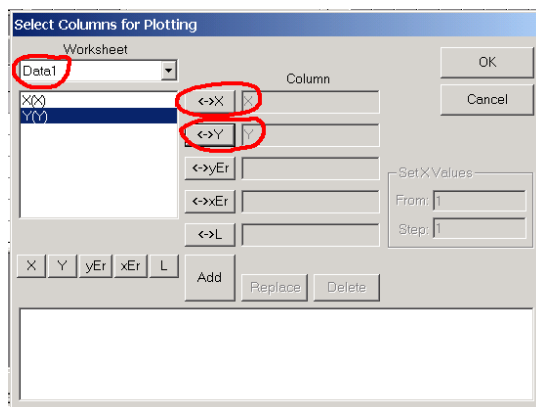 Select Columns for Plotting
Worksheet
Data1
Column
OK
Cancel
X(X)
Y(Y)
<->X X
<->Y Y
<->yEr
<->xEr
<->L
Set X Values
From: 1
Step: 1
X Y yEr xEr L
Add
Replace Delete